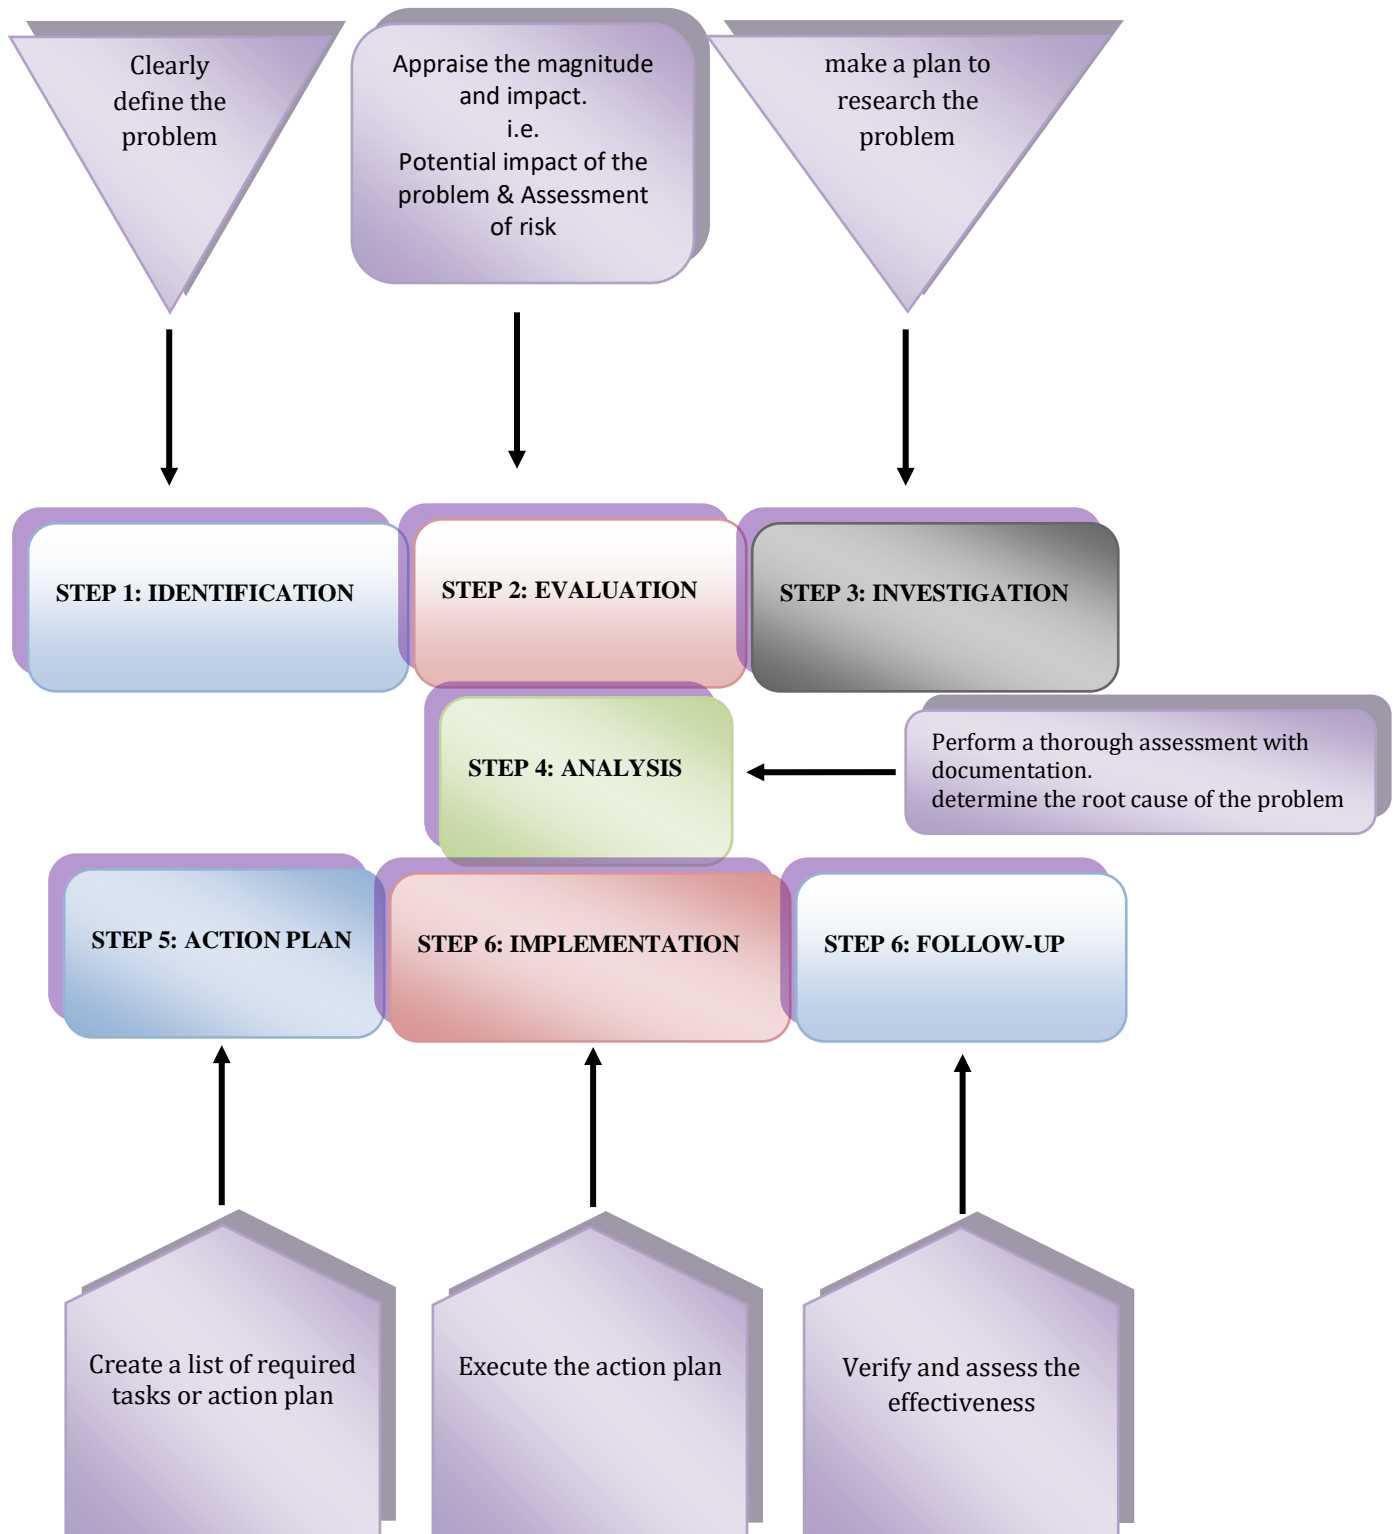 Clearly
define the
problem
Appraise the magnitude
and impact.
i.e.
Potential impact of the
problem & Assessment
of risk
make a plan to
research the
problem
STEP 1: IDENTIFICATION
STEP 2: EVALUATION
STEP 3: INVESTIGATION
STEP 4: ANALYSIS
Perform a thorough assessment with
documentation.
determine the root cause of the problem
STEP 5: ACTION PLAN
STEP 6: IMPLEMENTATION
STEP 6: FOLLOW-UP
Create a list of required
tasks or action plan
Execute the action plan
Verify and assess the
effectiveness